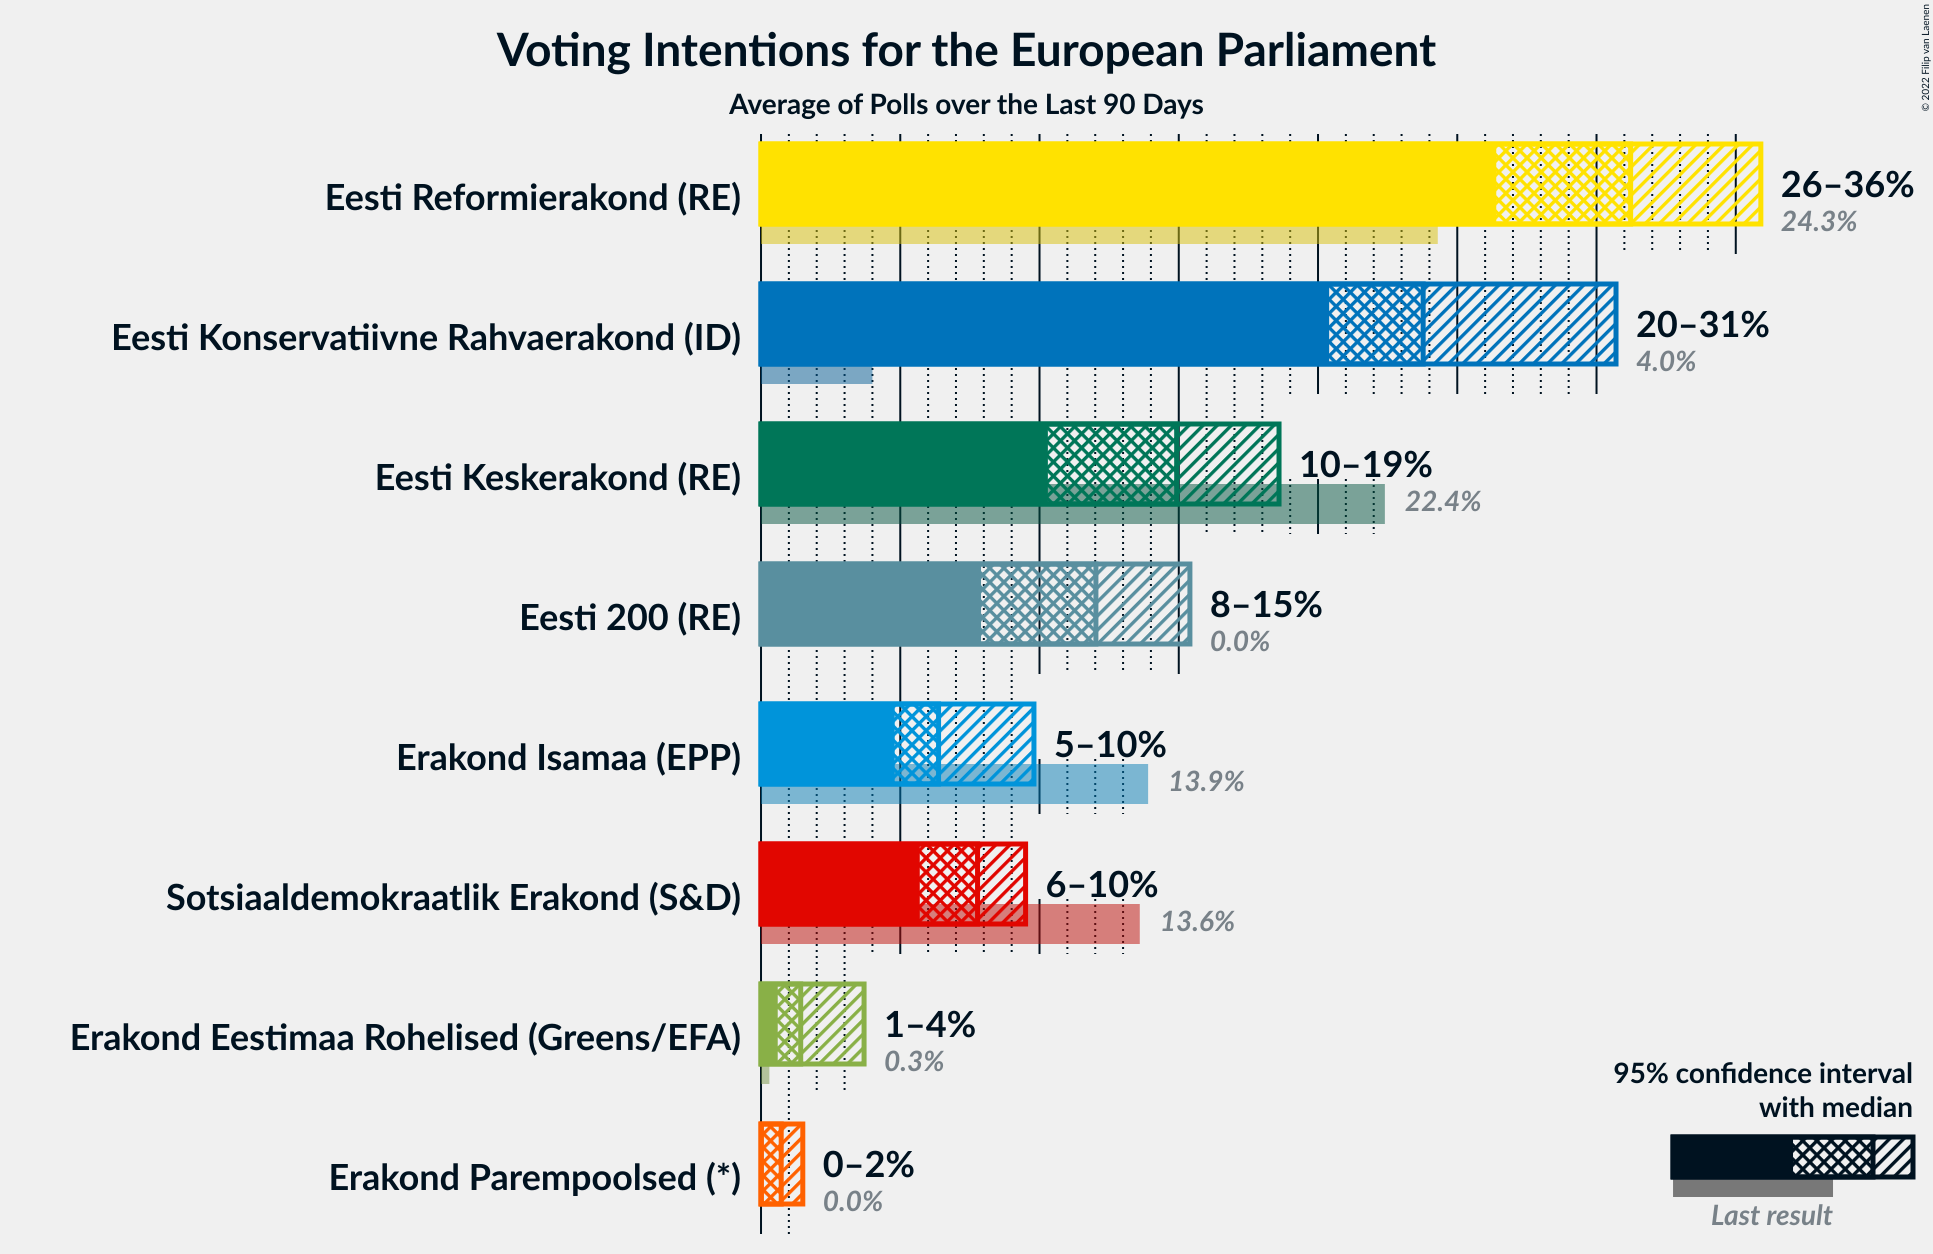 Voting Intentions for the European Parliament
Average of Polls over the Last 90 Days
© 2022 Filip van Laenen
Eesti Reformierakond (RE)
26–36%
24.3%
Eesti Konservatiivne Rahvaerakond (ID)
20–31%
4.0%
Eesti Keskerakond (RE)
10–19%
22.4%
Eesti 200 (RE)
8–15%
0.0%
Erakond Isamaa (EPP)
5–10%
13.9%
Sotsiaaldemokraatlik Erakond (S&D)
6–10%
13.6%
Erakond Eestimaa Rohelised (Greens/EFA)
1–4%
0.3%
Erakond Parempoolsed (*)
0–2%
0.0%
95% confidence interval
with median
Last result